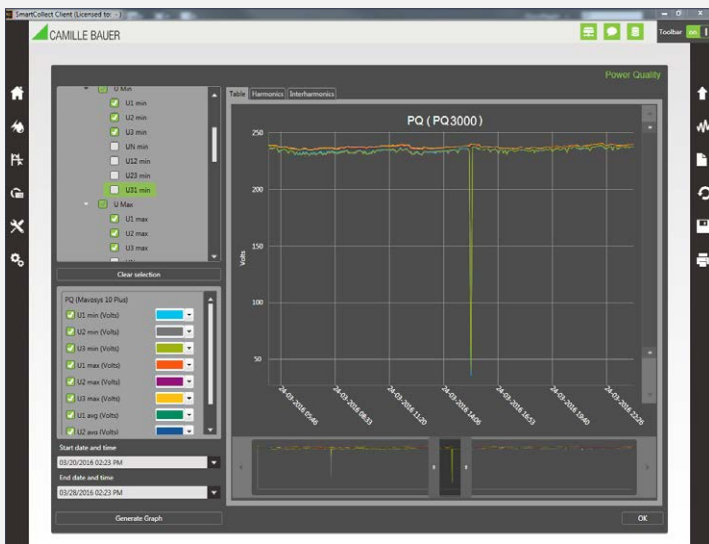 SmartCollect Client (Licensed to: - )
CAMILLE BAUER
Toolbar
on
Power Quality
U Min
U1 min
U2 min
U3 min
UN min
U12 min
U23 min
U31 min
U Max
U1 max
U2 max
U3 max
Clear selection
PQ (Mavosys 10 Plus)
U1 min (Volts)
U2 min (Volts)
U3 min (Volts)
U1 max (Volts)
U2 max (Volts)
U3 max (Volts)
U1 avg (Volts)
U2 avg (Volts)
Start date and time
03/20/2016 02:23 PM
End date and time
03/28/2016 02:23 PM
Generate Graph
Table
Harmonics
Interharmonics
PQ ( PQ3000 )
250
200
150
100
50
Volts
24-03-2016 05:46
24-03-2016 08:33
24-03-2016 11:20
24-03-2016 14:06
24-03-2016 16:53
24-03-2016 19:40
24-03-2016 22:26
OK